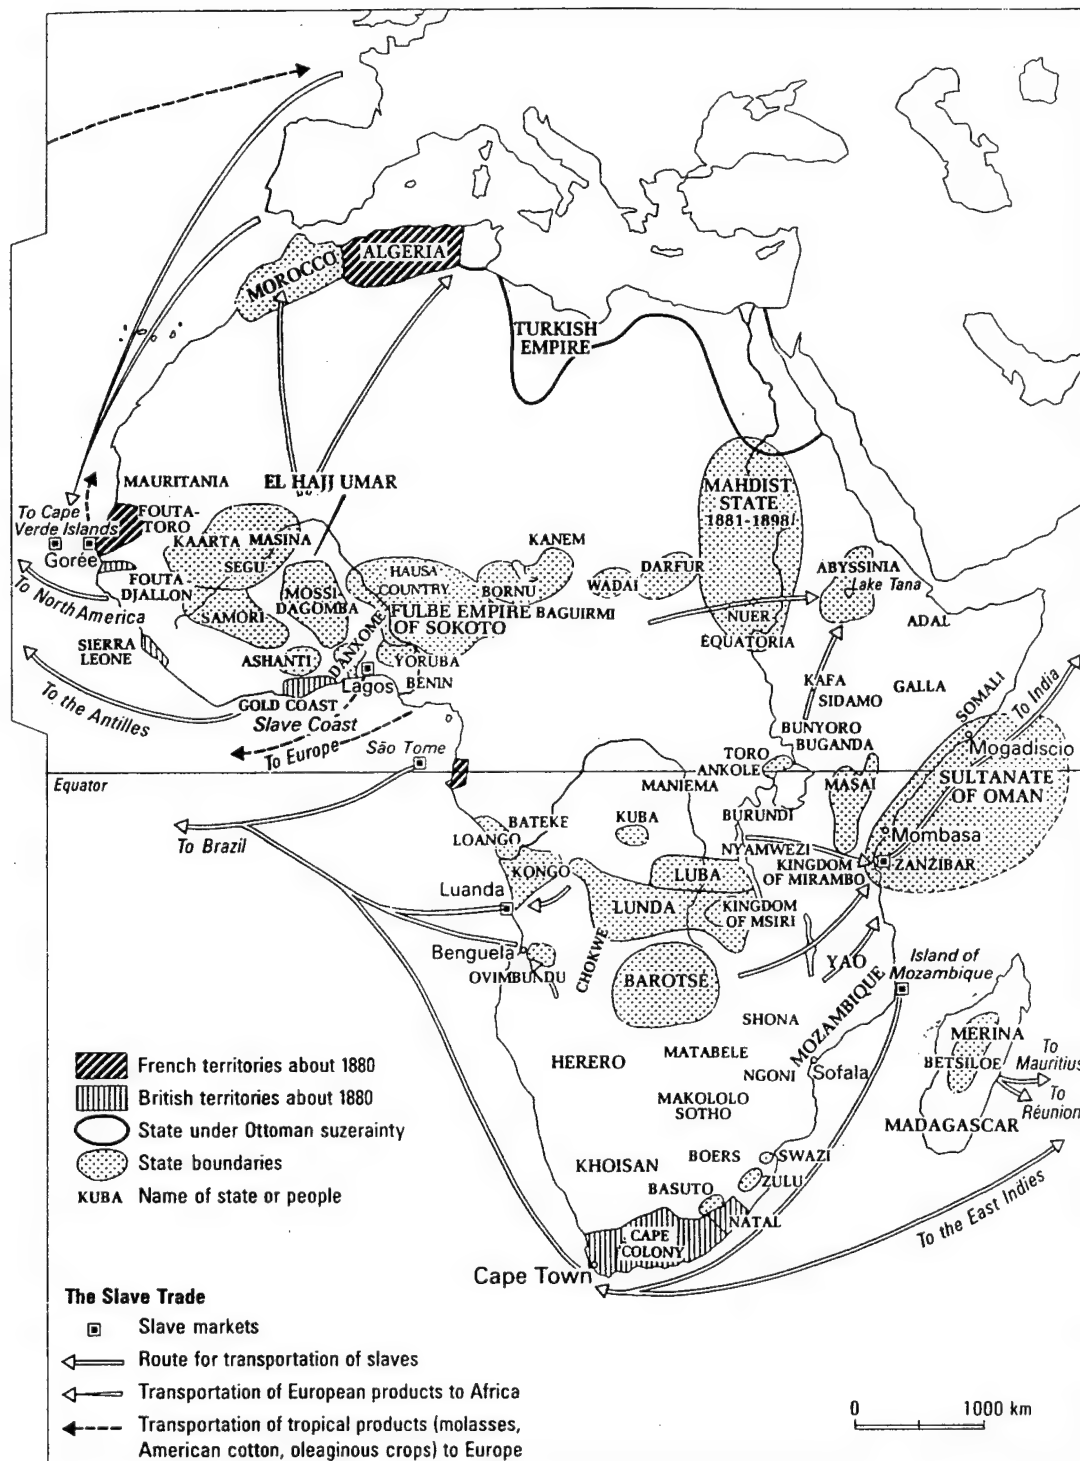 MOROCCO
ALGERIA
TURKISH
EMPIRE
MAURITANIA
EL HAJJ UMAR
To Cape
Verde Islands
FOUTA-
TORO
Gorée
KAARTA
MASINA
SEGU
FOUTA-
DJALLON
To North America
SAMORI
MOSSI-
DAGOMBA
HAUSA
COUNTRY
KANEM
BORNU
FULBE EMPIRE
OF SOKOTO
BAGUIRMI
WADAI
DARFUR
MAHDIST
STATE
1881-1898
NUER
EQUATORIA
ABYSSINIA
Lake Tana
ADAL
SIERRA
LEONE
ASHANTI
DANXOME
YORUBA
BENIN
Lagos
GOLD COAST
Slave Coast
To the Antilles
To Europe
KAFA
SIDAMO
GALLA
SOMALI
To India
BUNYORO
BUGANDA
Mogadiscio
São Tome
TORO
ANKOLE
MANIEMA
MASAI
SULTANATE
OF OMAN
Equator
To Brazil
BATEKE
LOANGO
KUBA
BURUNDI
NYAMWEZI
KINGDOM
OF MIRAMBO
Mombasa
ZANZIBAR
KONGO
LUBA
Luanda
LUNDA
KINGDOM
OF MSIRI
Benguela
OVIMBUNDU
CHOKWE
BAROTSÉ
YAO
Island of
Mozambique
MOZAMBIQUE
SHONA
HERERO
MATABELE
NGONI
Sofala
MERINA
BETSILOE
To
Mauritius
To
Réunion
MADAGASCAR
MAKOLOLO
SOTHO
KHOISAN
BOERS
SWAZI
BASUTO
ZULU
NATAL
CAPE
COLONY
Cape Town
To the East Indies
French territories about 1880
British territories about 1880
State under Ottoman suzerainty
State boundaries
KUBA Name of state or people
The Slave Trade
Slave markets
Route for transportation of slaves
Transportation of European products to Africa
Transportation of tropical products (molasses,
American cotton, oleaginous crops) to Europe
0 1000 km